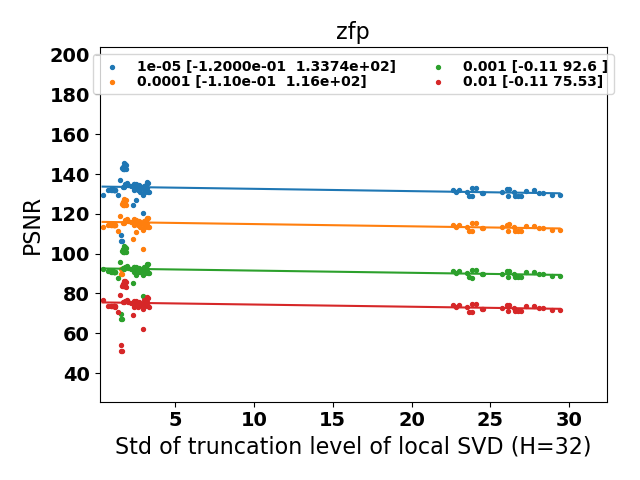 zfp
1e-05 [-1.2000e-01  1.3374e+02]
0.0001 [-1.10e-01  1.16e+02]
0.001 [-0.11 92.6 ]
0.01 [-0.11 75.53]
PSNR
200
180
160
140
120
100
80
60
40
5 10 15 20 25 30
Std of truncation level of local SVD (H=32)